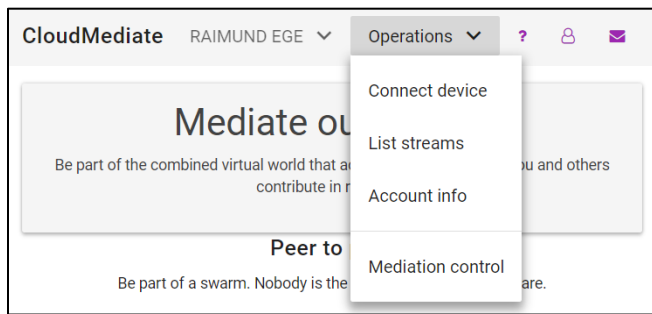 CloudMediate RAIMUND EGE Operations ?
Connect device
Mediate ou
List streams
Be part of the combined virtual world that ou and others
contribute in
Account info
Peer to
Mediation control
Be part of a swarm. Nobody is the are.